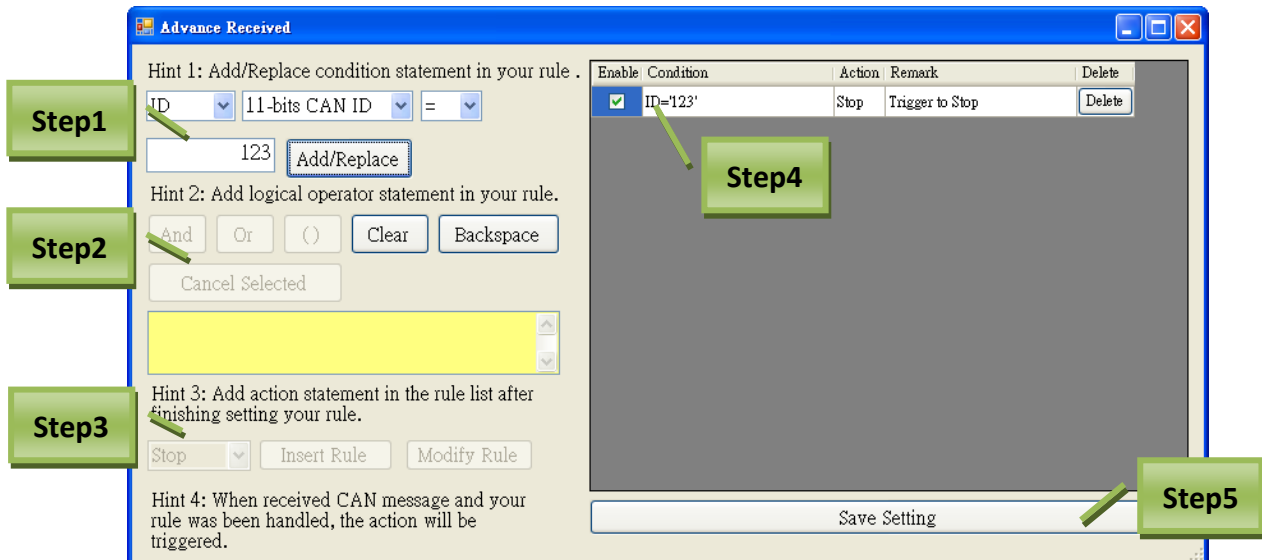 Advance Received
Hint 1: Add/Replace condition statement in your rule .
ID 11-bits CAN ID =
123 Add/Replace
Step1
Hint 2: Add logical operator statement in your rule.
And Or ( ) Clear Backspace
Cancel Selected
Step2
Hint 3: Add action statement in the rule list after
finishing setting your rule.
Stop Insert Rule Modify Rule
Step3
Hint 4: When received CAN message and your
rule was been handled, the action will be
triggered.
Enable Condition Action Remark Delete
ID='123' Stop Trigger to Stop Delete
Step4
Save Setting
Step5